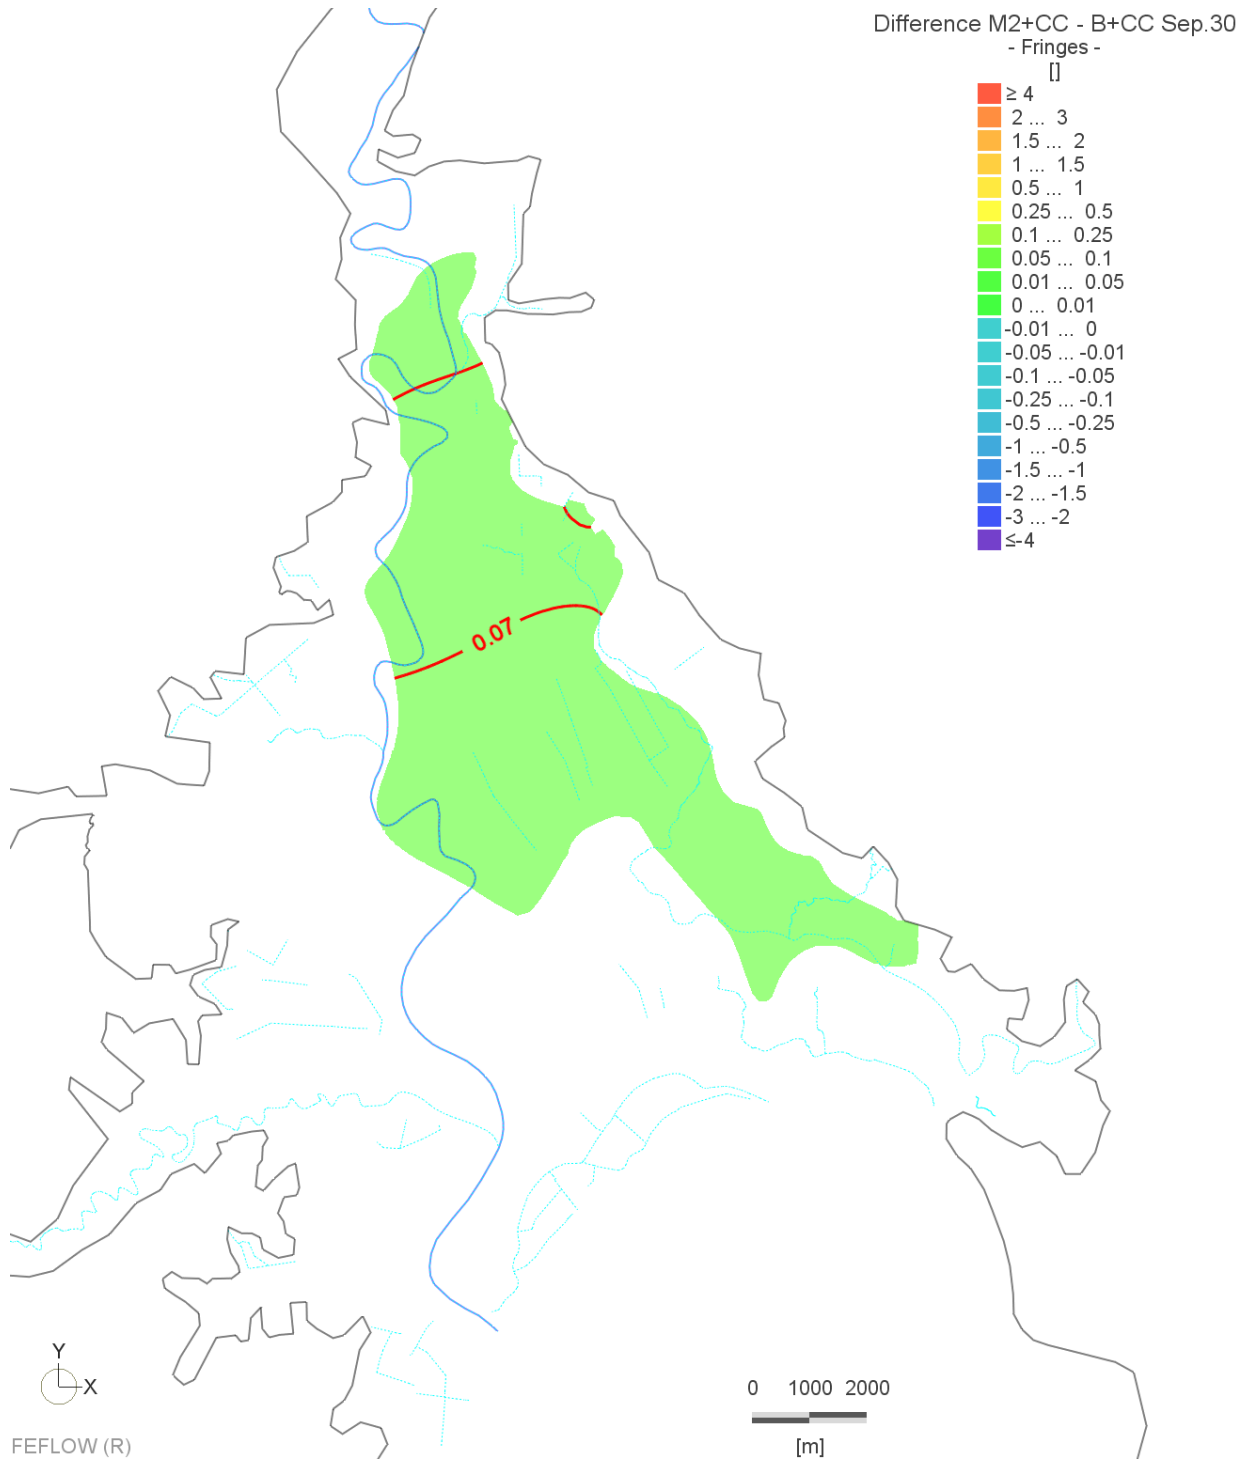 Difference M2+CC - B+CC Sep.30
- Fringes -
[]
≥ 4
2 ... 3
1.5 ... 2
1 ... 1.5
0.5 ... 1
0.25 ... 0.5
0.1 ... 0.25
0.05 ... 0.1
0.01 ... 0.05
0 ... 0.01
-0.01 ... 0
-0.05 ... -0.01
-0.1 ... -0.05
-0.25 ... -0.1
-0.5 ... -0.25
-1 ... -0.5
-1.5 ... -1
-2 ... -1.5
-3 ... -2
≤-4
0.07
Y
X
0 1000 2000
[m]
FEFLOW (R)